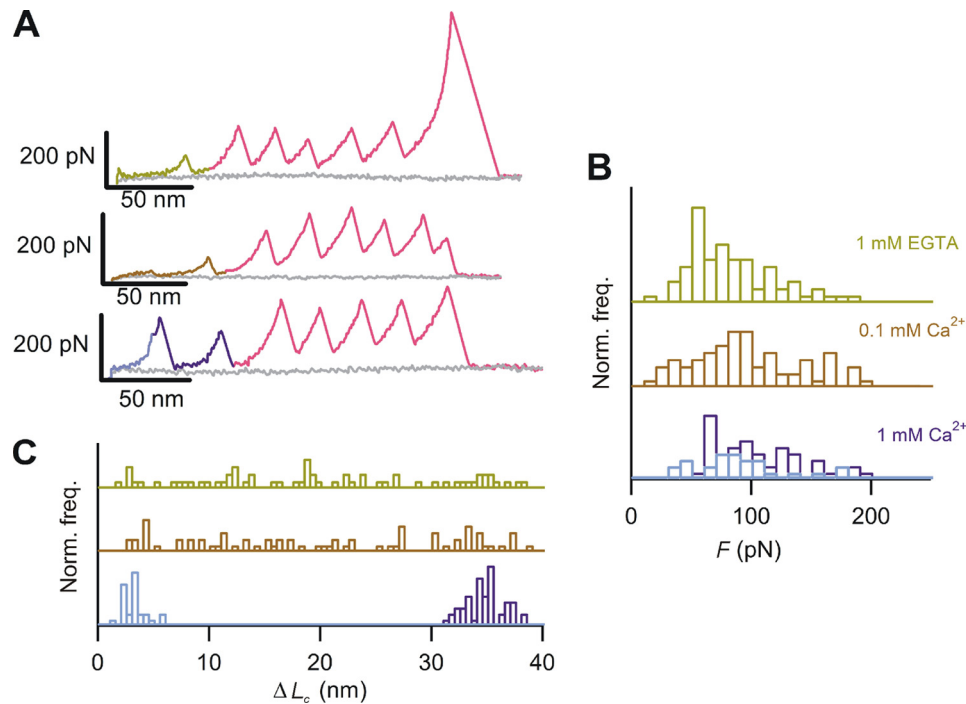 A
200 pN
50 nm
200 pN
50 nm
200 pN
50 nm
B
1 mM EGTA
0.1 mM Ca2+
1 mM Ca2+
Norm. freq.
0 100 200
F (pN)
C
Norm. freq.
0 10 20 30 40
Δ Lc (nm)